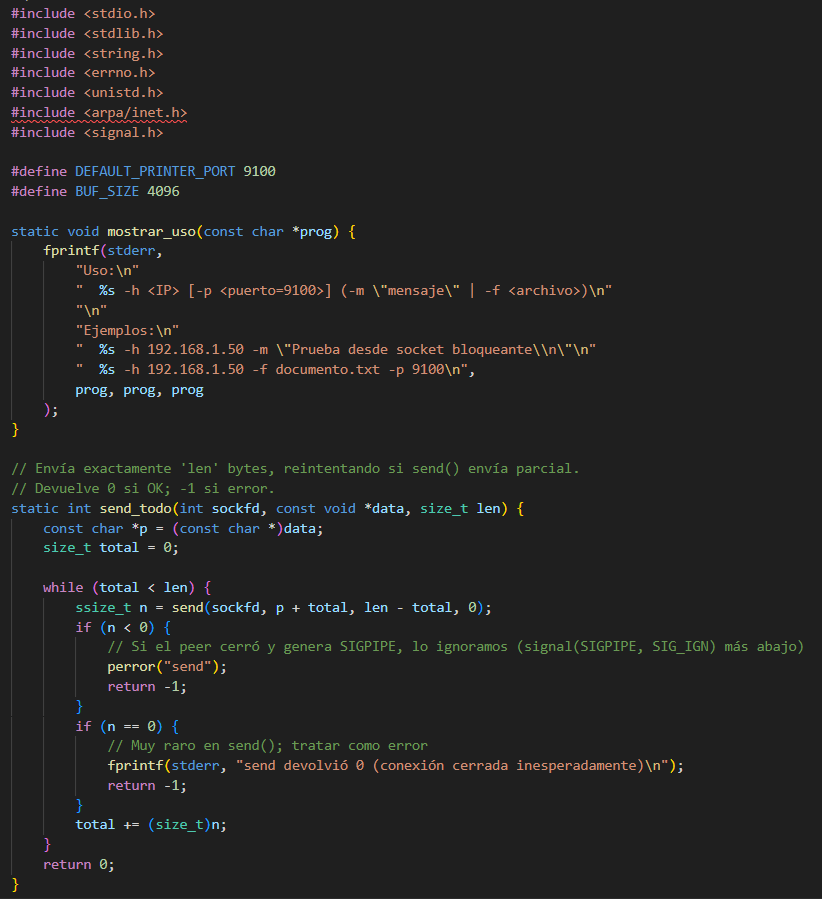 #include <stdio.h>
#include <stdlib.h>
#include <string.h>
#include <errno.h>
#include <unistd.h>
#include <arpa/inet.h>
#include <signal.h>

#define DEFAULT_PRINTER_PORT 9100
#define BUF_SIZE 4096

static void mostrar_uso(const char *prog) {
    fprintf(stderr,
        "Uso:\n"
        "  %s -h <IP> [-p <puerto=9100>] (-m \"mensaje\" | -f <archivo>)\n"
        "\n"
        "Ejemplos:\n"
        "  %s -h 192.168.1.50 -m \"Prueba desde socket bloqueante\\n\"\n"
        "  %s -h 192.168.1.50 -f documento.txt -p 9100\n",
        prog, prog, prog
    );
}

// Envía exactamente 'len' bytes, reintentando si send() envía parcial.
// Devuelve 0 si OK; -1 si error.
static int send_todo(int sockfd, const void *data, size_t len) {
    const char *p = (const char *)data;
    size_t total = 0;

    while (total < len) {
        ssize_t n = send(sockfd, p + total, len - total, 0);
        if (n < 0) {
            // Si el peer cerró y genera SIGPIPE, lo ignoramos (signal(SIGPIPE, SIG_IGN) más abajo)
            perror("send");
            return -1;
        }
        if (n == 0) {
            // Muy raro en send(); tratar como error
            fprintf(stderr, "send devolvió 0 (conexión cerrada inesperadamente)\n");
            return -1;
        }
        total += (size_t)n;
    }
    return 0;
}